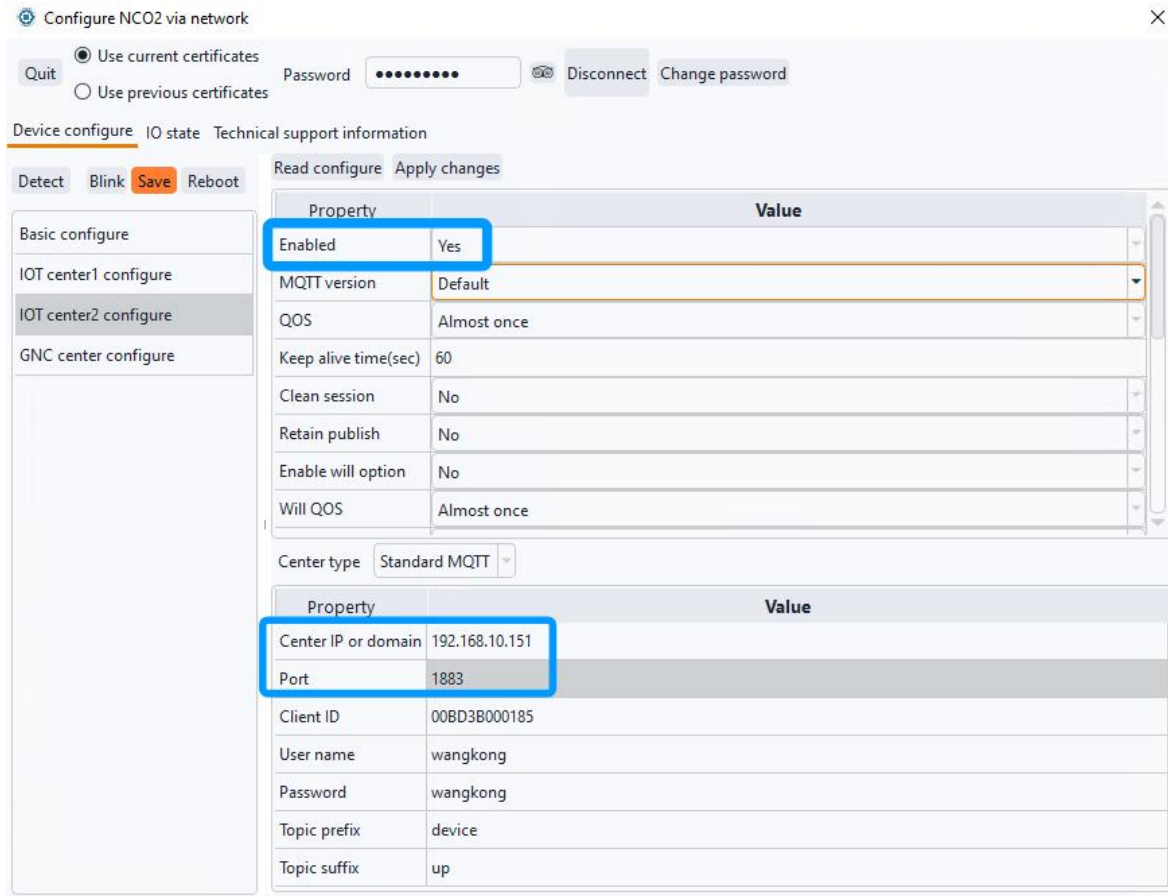 Configure NCO2 via network
Quit
Use current certificates
Use previous certificates
Password ●●●●●●●●● Disconnect Change password
Device configure IO state Technical support information
Detect Blink Save Reboot
Basic configure
IOT center1 configure
IOT center2 configure
GNC center configure
Read configure Apply changes
Property Value
Enabled Yes
MQTT version Default
QOS Almost once
Keep alive time(sec) 60
Clean session No
Retain publish No
Enable will option No
Will QOS Almost once
Center type Standard MQTT
Property Value
Center IP or domain 192.168.10.151
Port 1883
Client ID 00BD3B000185
User name wangkong
Password wangkong
Topic prefix device
Topic suffix up